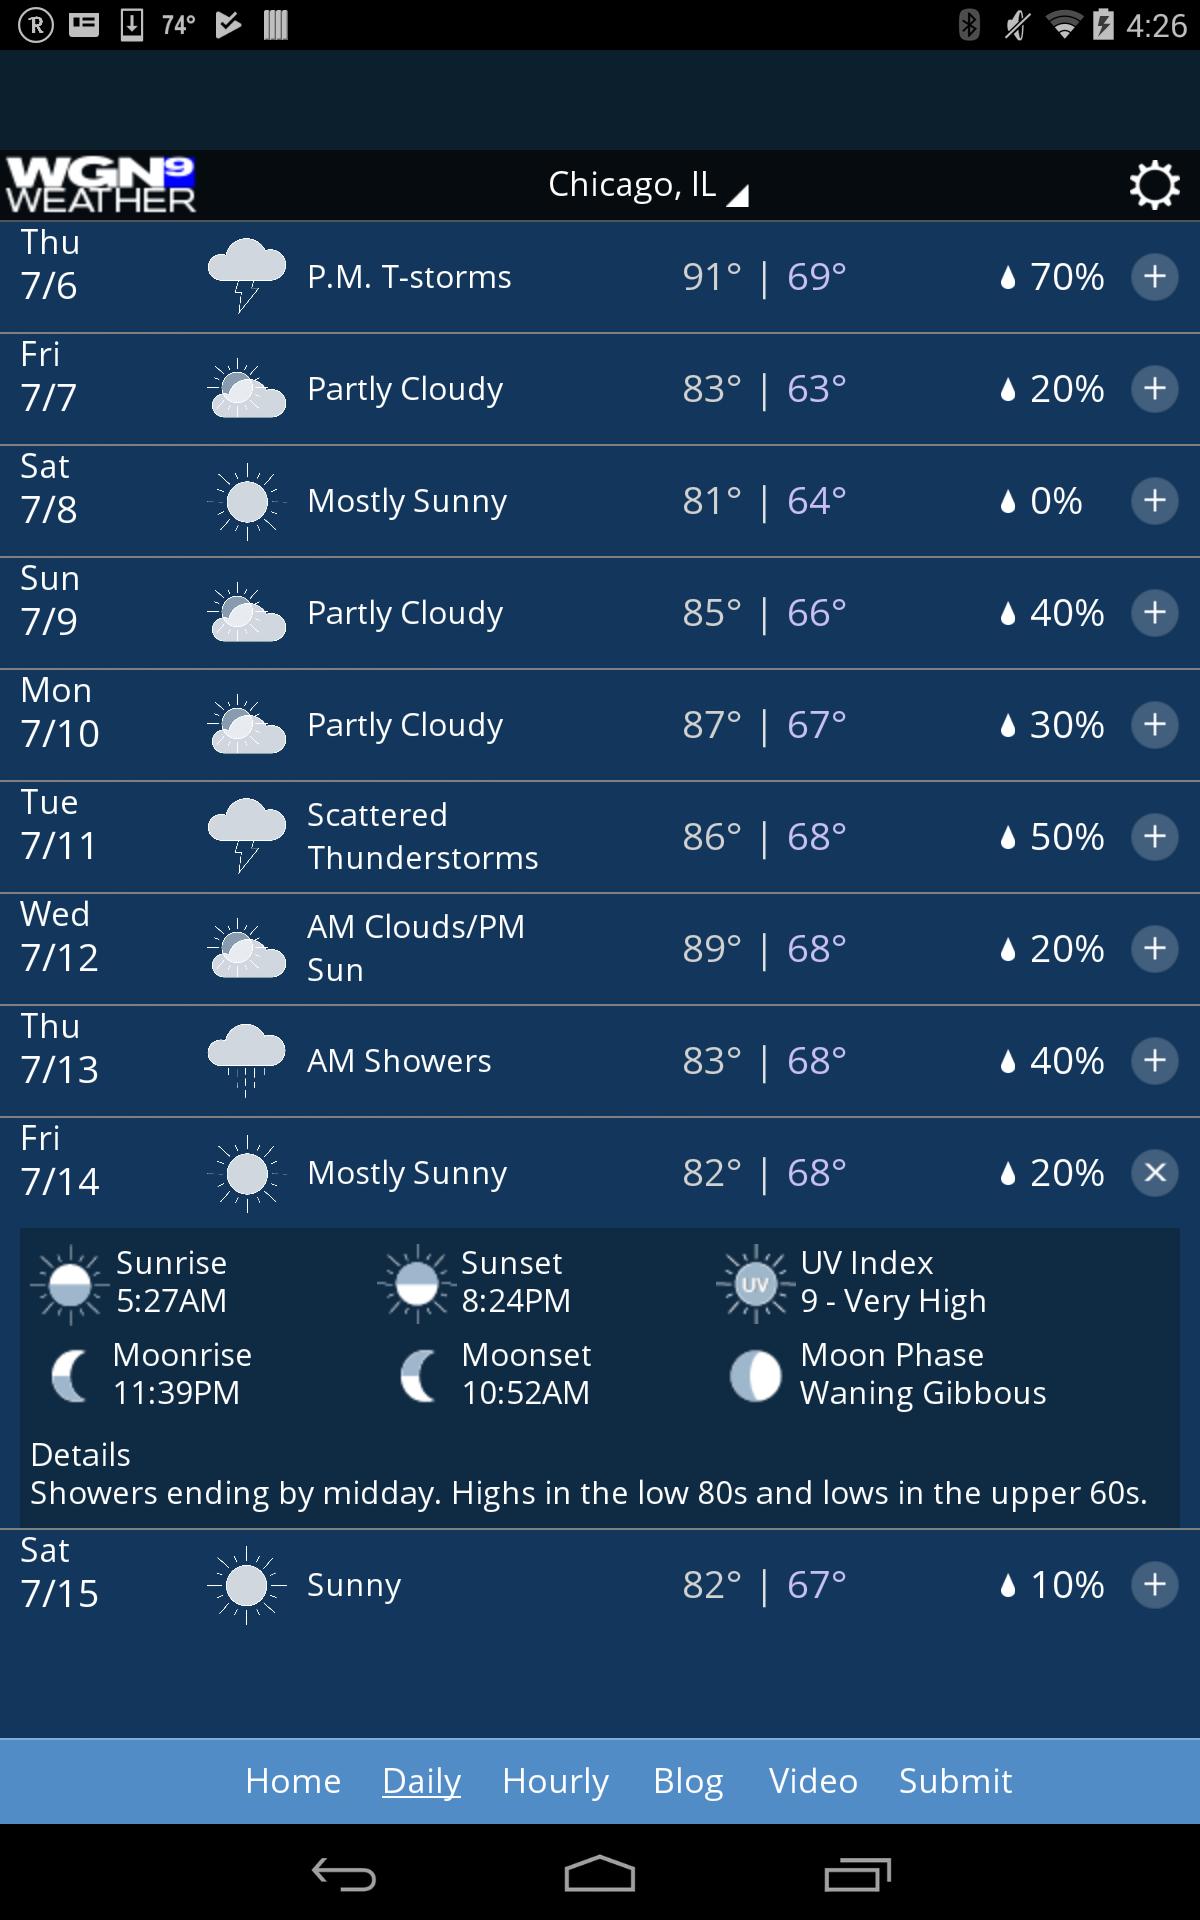 74° 4:26
WGN9
WEATHER
Chicago, IL
Thu
7/6
P.M. T-storms 91° | 69° 70% +
Fri
7/7
Partly Cloudy 83° | 63° 20% +
Sat
7/8
Mostly Sunny 81° | 64° 0% +
Sun
7/9
Partly Cloudy 85° | 66° 40% +
Mon
7/10
Partly Cloudy 87° | 67° 30% +
Tue
7/11
Scattered
Thunderstorms
86° | 68° 50% +
Wed
7/12
AM Clouds/PM
Sun
89° | 68° 20% +
Thu
7/13
AM Showers 83° | 68° 40% +
Fri
7/14
Mostly Sunny 82° | 68° 20% ×
Sunrise
5:27AM
Sunset
8:24PM
UV
UV Index
9 - Very High
Moonrise
11:39PM
Moonset
10:52AM
Moon Phase
Waning Gibbous
Details
Showers ending by midday. Highs in the low 80s and lows in the upper 60s.
Sat
7/15
Sunny 82° | 67° 10% +
Home Daily Hourly Blog Video Submit